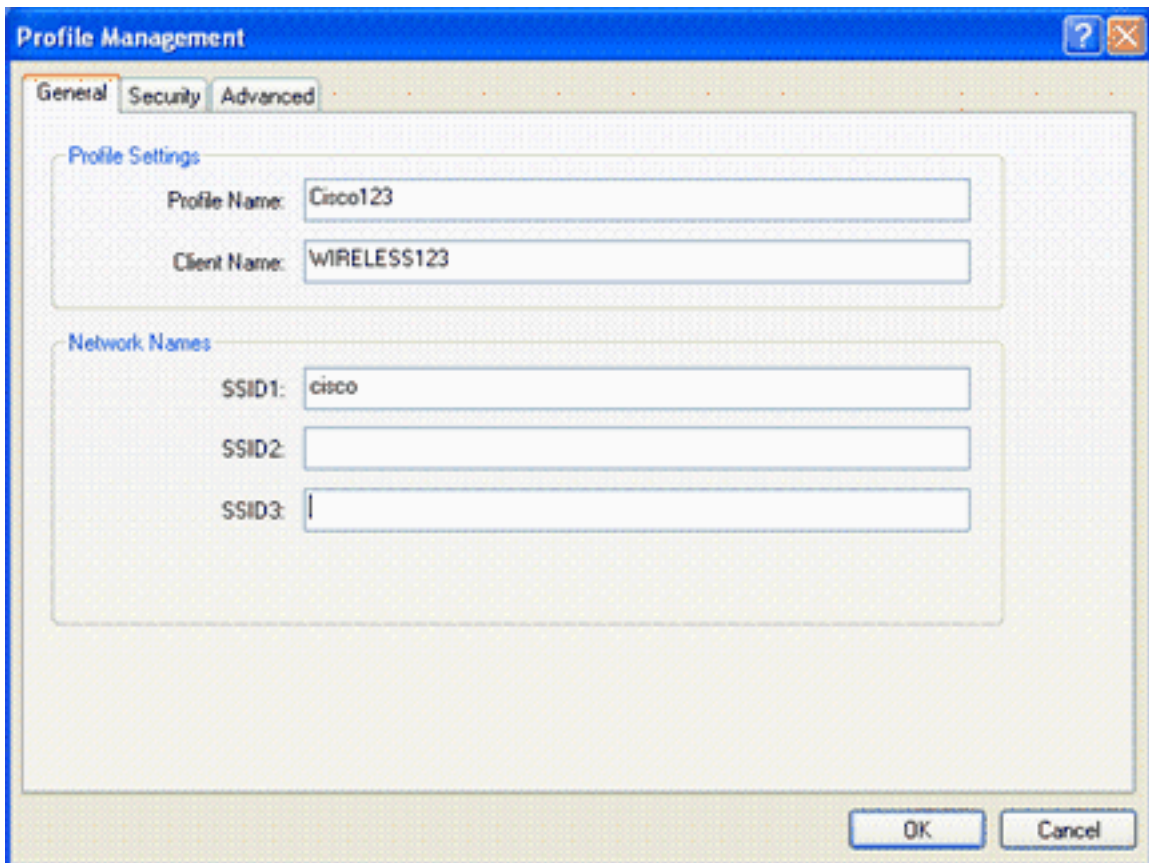 Profile Management
?
General Security Advanced
Profile Settings
Profile Name: Cisco123
Client Name: WIRELESS123
Network Names
SSID1: cisco
SSID2:
SSID3:
OK Cancel